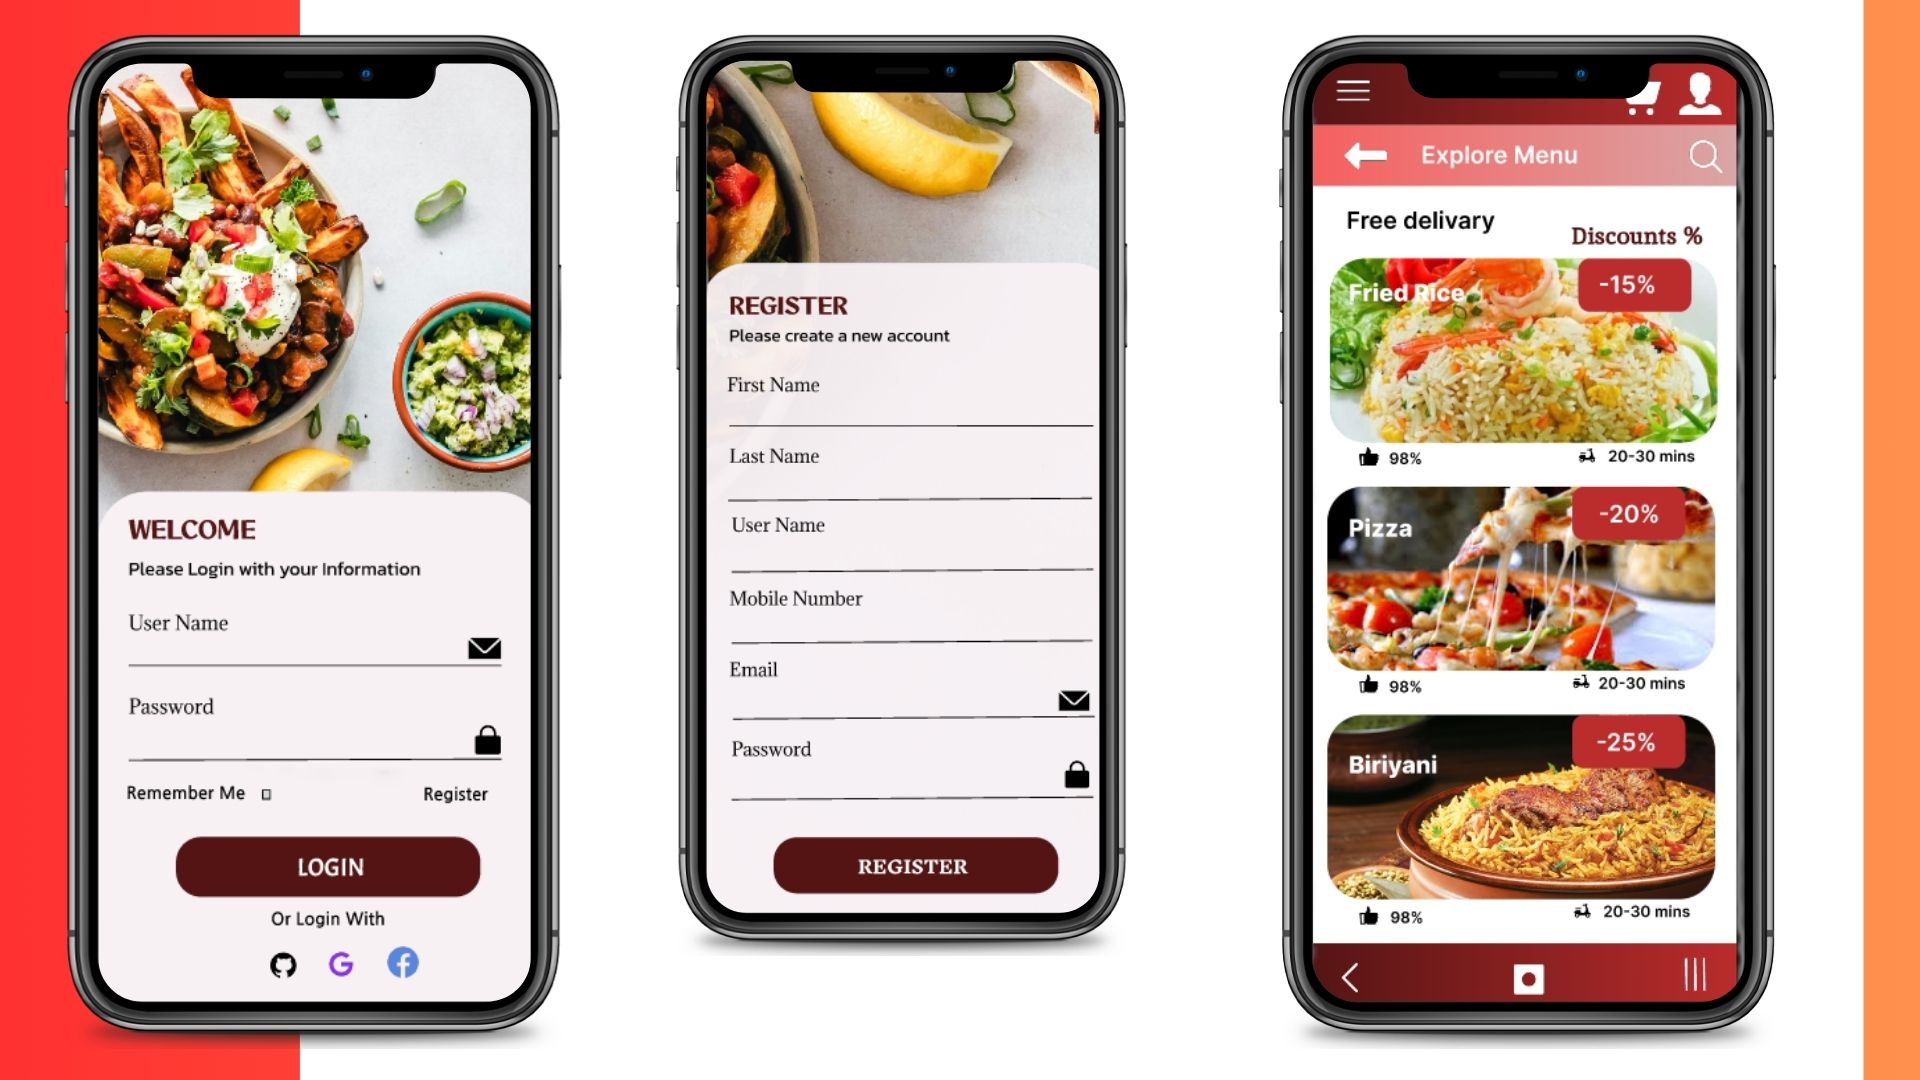 WELCOME
Please Login with your Information
User Name
Password
Remember Me
Register
LOGIN
Or Login With
REGISTER
Please create a new account
First Name
Last Name
User Name
Mobile Number
Email
Password
REGISTER
Explore Menu
Free delivary
Discounts %
Fried Rice
-15%
98%
20-30 mins
Pizza
-20%
98%
20-30 mins
Biriyani
-25%
98%
20-30 mins